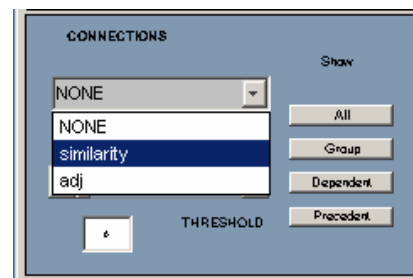 CONNECTIONS
Show
NONE
NONE
similarity
adj
All
Group
Dependent
Precedent
THRESHOLD